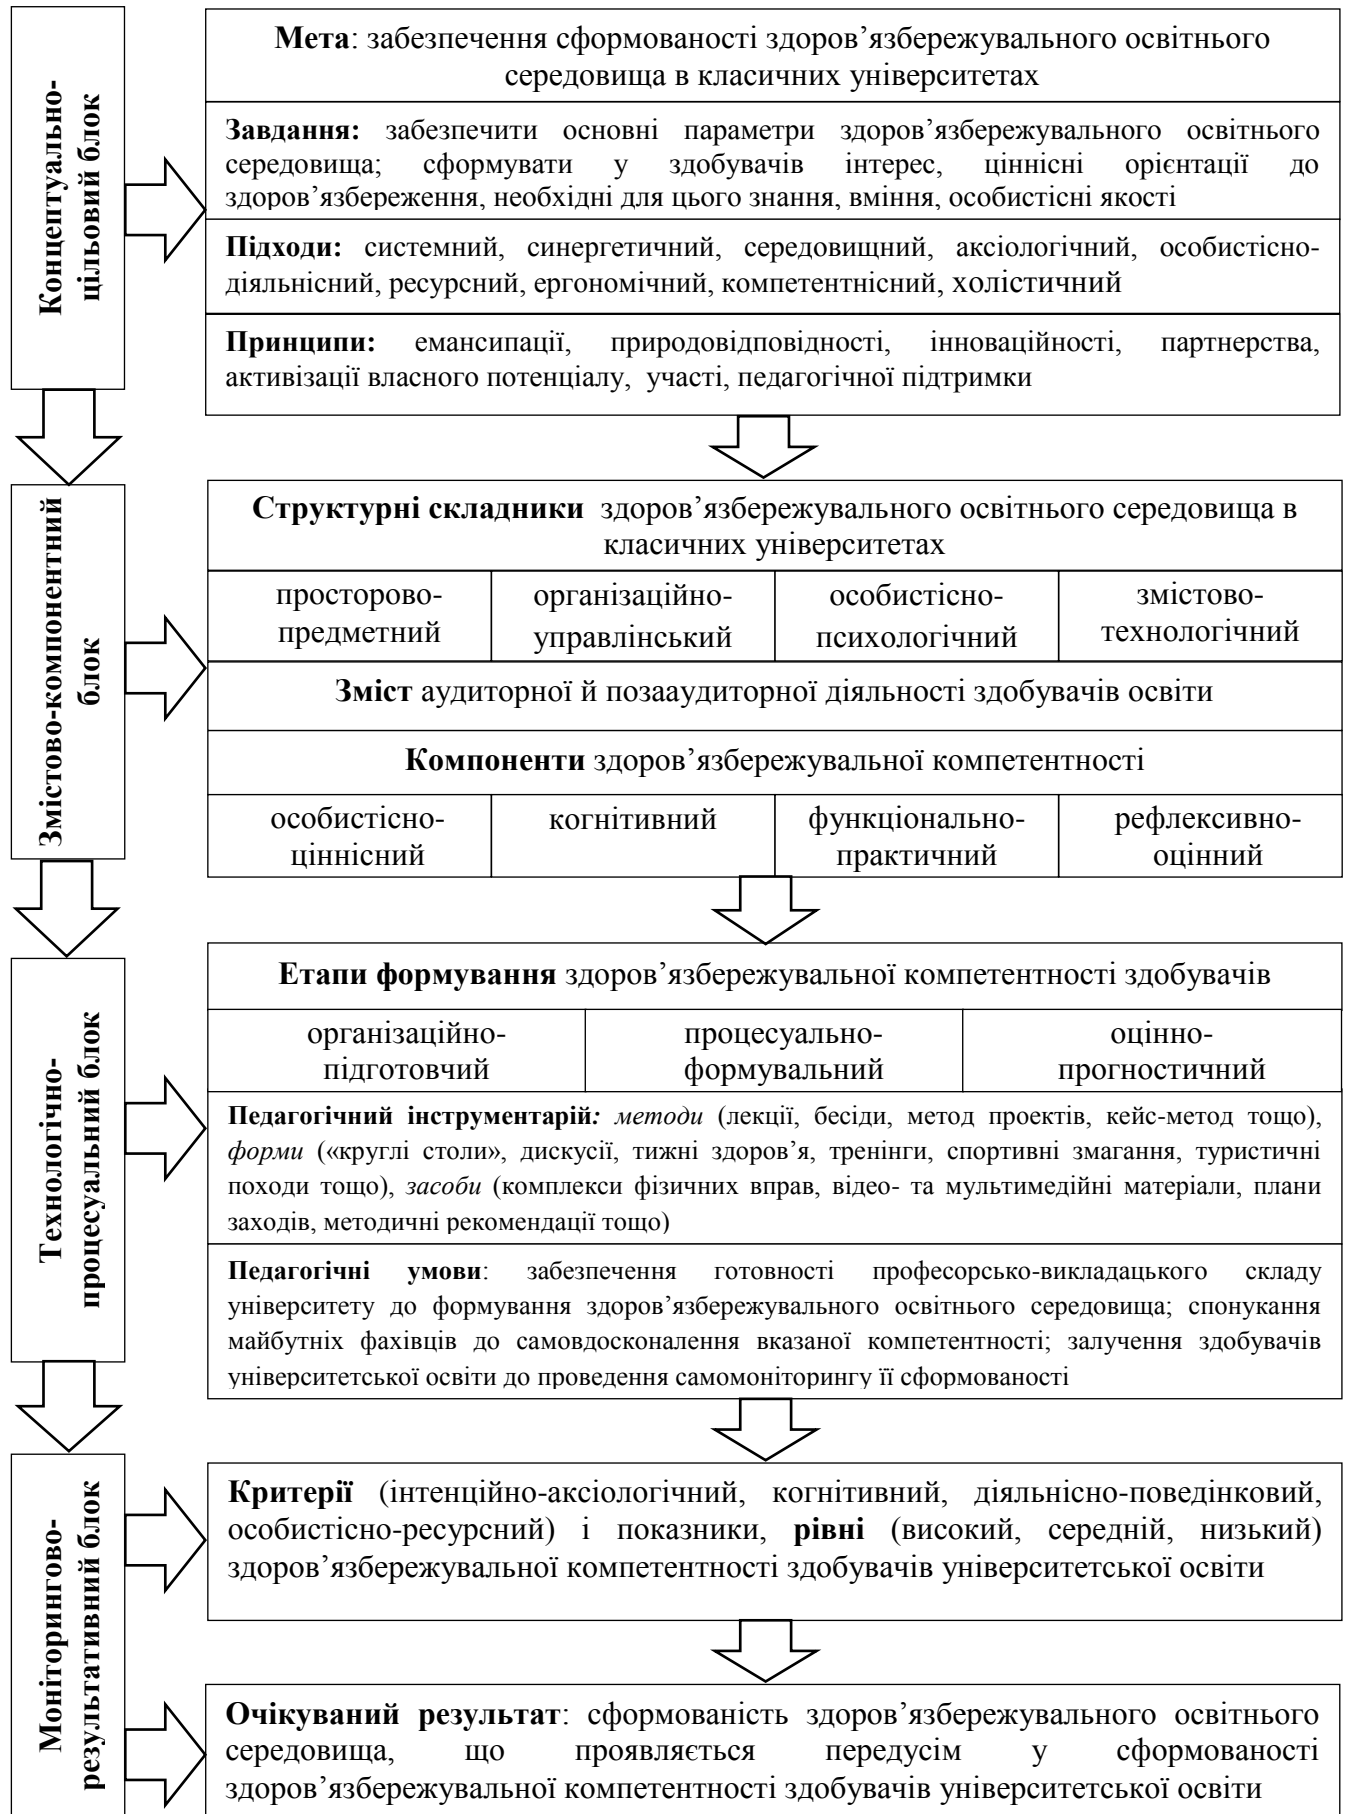 Концептуально-
цільовий блок
Мета: забезпечення сформованості здоров’язбережувального освітнього
середовища в класичних університетах
Завдання: забезпечити основні параметри здоров’язбережувального освітнього
середовища; сформувати у здобувачів інтерес, ціннісні орієнтації до
здоров’язбереження, необхідні для цього знання, вміння, особистісні якості
Підходи: системний, синергетичний, середовищний, аксіологічний, особистісно-
діяльнісний, ресурсний, ергономічний, компетентнісний, холістичний
Принципи: емансипації, природовідповідності, інноваційності, партнерства,
активізації власного потенціалу, участі, педагогічної підтримки
Змістово-компонентний
блок
Структурні складники здоров’язбережувального освітнього середовища в
класичних університетах
просторово-
предметний
організаційно-
управлінський
особистісно-
психологічний
змістово-
технологічний
Зміст аудиторної й позааудиторної діяльності здобувачів освіти
Компоненти здоров’язбережувальної компетентності
особистісно-
ціннісний
когнітивний
функціонально-
практичний
рефлексивно-
оцінний
Технологічно-
процесуальний блок
Етапи формування здоров’язбережувальної компетентності здобувачів
організаційно-
підготовчий
процесуально-
формувальний
оцінно-
прогностичний
Педагогічний інструментарій: методи (лекції, бесіди, метод проектів, кейс-метод тощо),
форми («круглі столи», дискусії, тижні здоров’я, тренінги, спортивні змагання, туристичні
походи тощо), засоби (комплекси фізичних вправ, відео- та мультимедійні матеріали, плани
заходів, методичні рекомендації тощо)
Педагогічні умови: забезпечення готовності професорсько-викладацького складу
університету до формування здоров’язбережувального освітнього середовища; спонукання
майбутніх фахівців до самовдосконалення вказаної компетентності; залучення здобувачів
університетської освіти до проведення самомоніторингу її сформованості
Моніторингово-
результативний блок
Критерії (інтенційно-аксіологічний, когнітивний, діяльнісно-поведінковий,
особистісно-ресурсний) і показники, рівні (високий, середній, низький)
здоров’язбережувальної компетентності здобувачів університетської освіти
Очікуваний результат: сформованість здоров’язбережувального освітнього
середовища, що проявляється передусім у сформованості
здоров’язбережувальної компетентності здобувачів університетської освіти